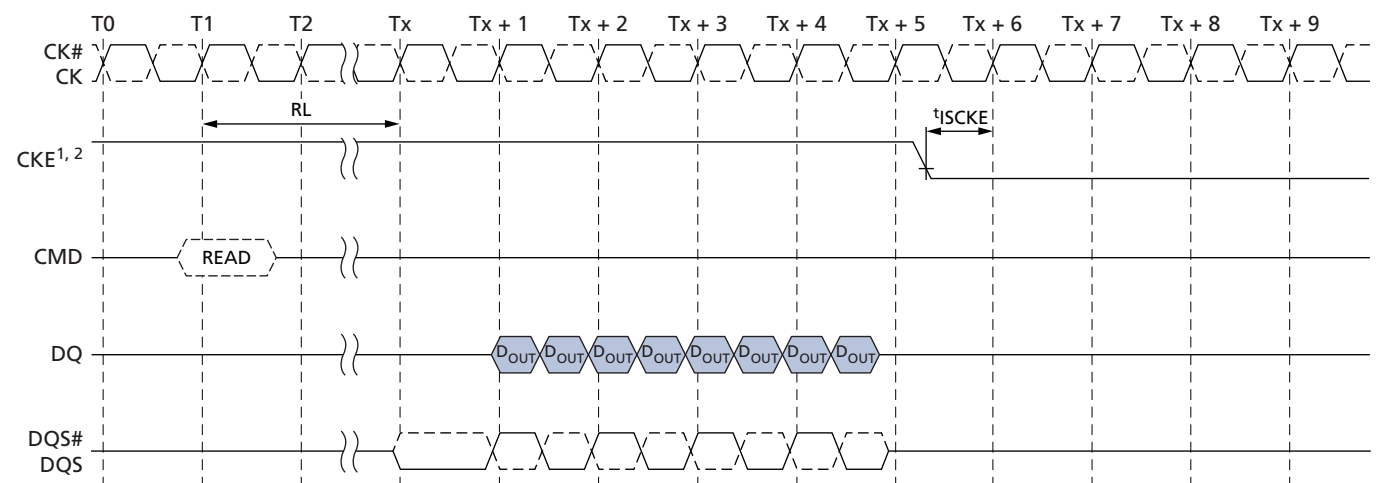 T0 T1 T2 Tx Tx + 1 Tx + 2 Tx + 3 Tx + 4 Tx + 5 Tx + 6 Tx + 7 Tx + 8 Tx + 9
CK#
CK
RL
tISCKE
CKE1, 2
CMD
READ
DQ
DOUT DOUT DOUT DOUT DOUT DOUT DOUT DOUT
DQS#
DQS